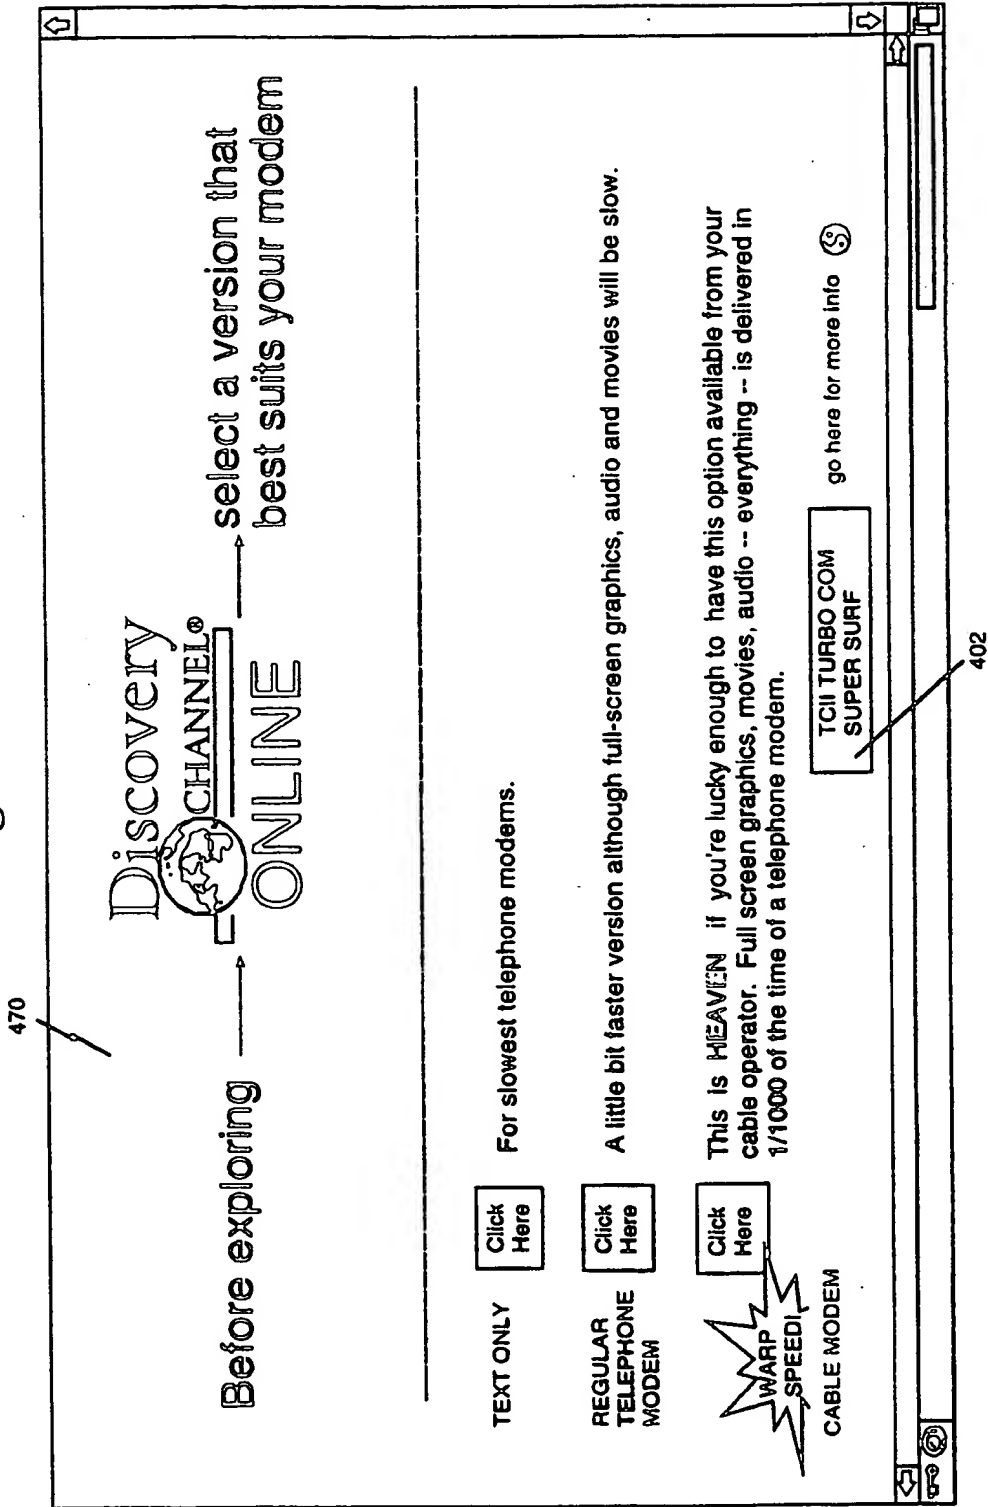 470
Before exploring
Discovery
CHANNEL®
ONLINE
select a version that
best suits your modem
TEXT ONLY
Click
Here
For slowest telephone modems.
REGULAR
TELEPHONE
MODEM
Click
Here
A little bit faster version although full-screen graphics, audio and movies will be slow.
WARP
SPEED!
CABLE MODEM
Click
Here
This is HEAVEN if you're lucky enough to have this option available from your
cable operator. Full screen graphics, movies, audio -- everything -- is delivered in
1/1000 of the time of a telephone modem.
TCII TURBO COM
SUPER SURF
go here for more info
402